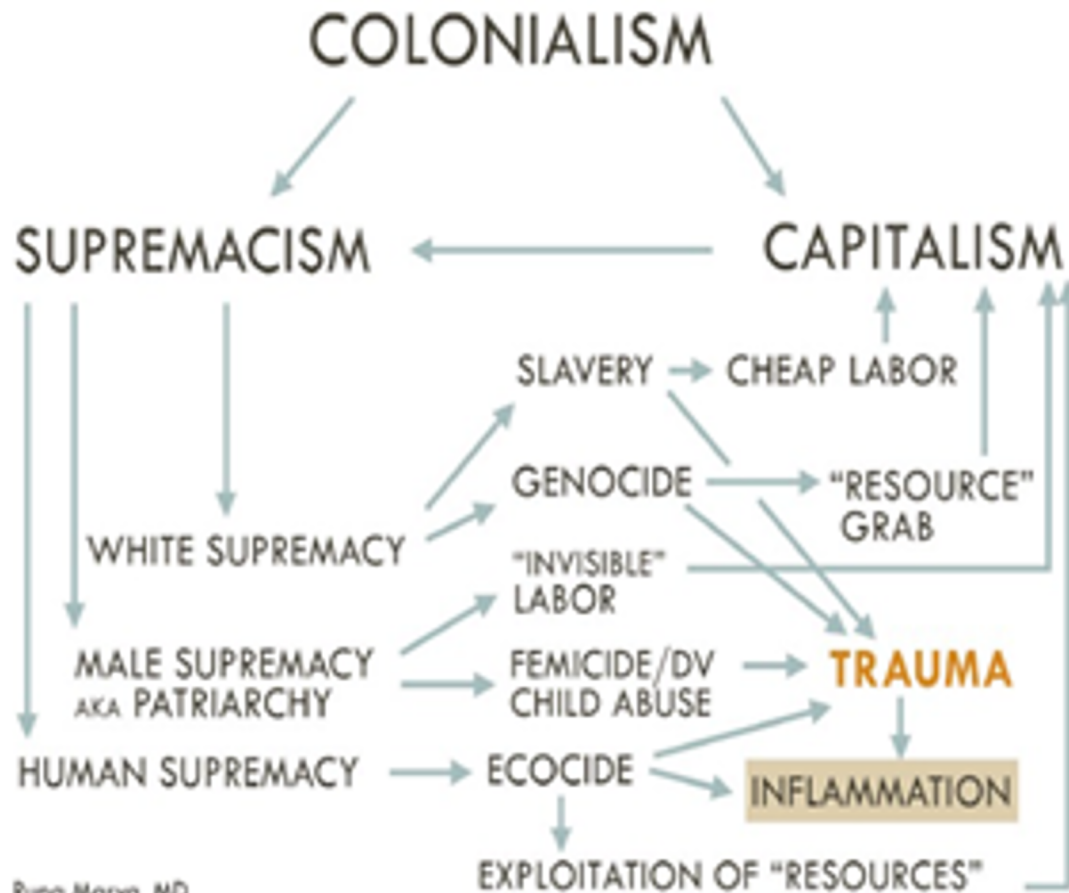 COLONIALISM
SUPREMACISM
CAPITALISM
SLAVERY
CHEAP LABOR
GENOCIDE
“RESOURCE”
GRAB
WHITE SUPREMACY
“INVISIBLE”
LABOR
MALE SUPREMACY
AKA PATRIARCHY
FEMICIDE/DV
CHILD ABUSE
TRAUMA
HUMAN SUPREMACY
ECOCIDE
INFLAMMATION
EXPLOITATION OF “RESOURCES”
MD